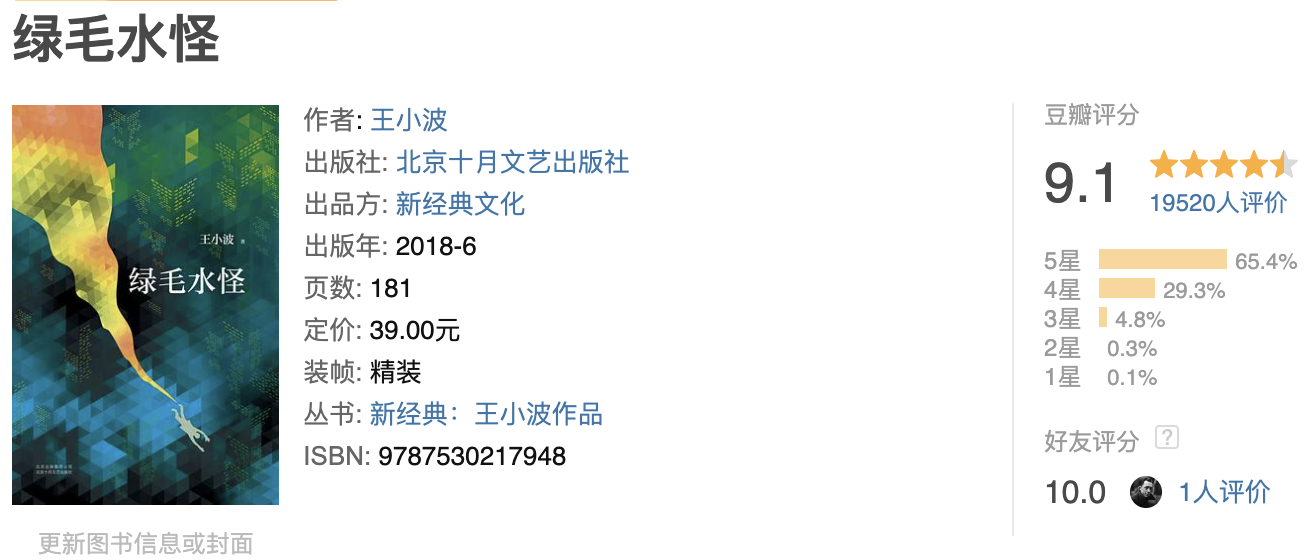 绿毛水怪
王小波 著
绿毛水怪
更新图书信息或封面
作者: 王小波
出版社: 北京十月文艺出版社
出品方: 新经典文化
出版年: 2018-6
页数: 181
定价: 39.00元
装帧: 精装
丛书: 新经典：王小波作品
ISBN: 9787530217948
豆瓣评分
9.1
19520人评价
5星 65.4%
4星 29.3%
3星 4.8%
2星 0.3%
1星 0.1%
好友评分 ?
10.0 1人评价